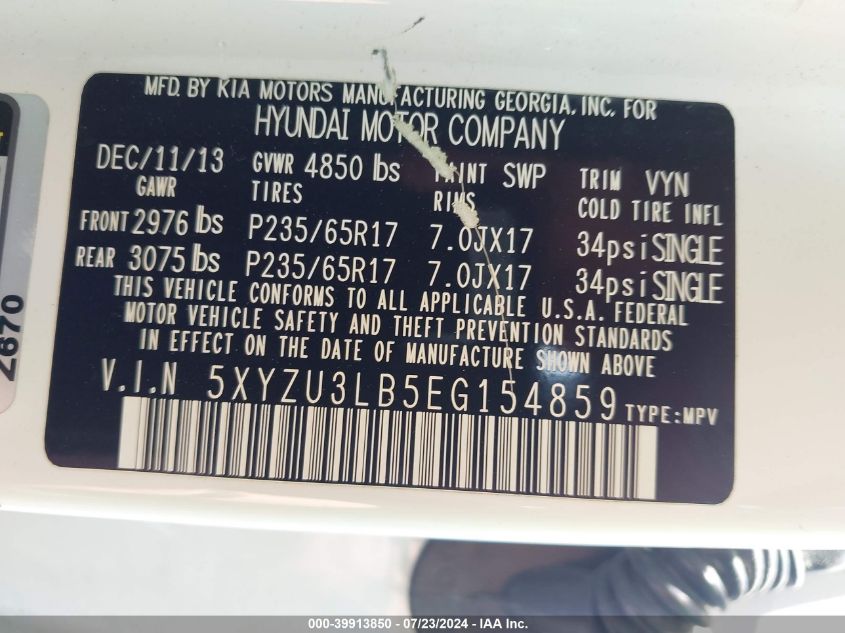 MFD. BY KIA MOTORS MANUFACTURING GEORGIA, INC. FOR
HYUNDAI MOTOR COMPANY
DEC/11/13 GVWR 4850 lbs PAINT SWP TRIM VYN
GAWR TIRES RIMS COLD TIRE INFL
FRONT 2976 lbs P235/65R17 7.0JX17 34psi SINGLE
REAR 3075 lbs P235/65R17 7.0JX17 34psi SINGLE
THIS VEHICLE CONFORMS TO ALL APPLICABLE U.S.A. FEDERAL
MOTOR VEHICLE SAFETY AND THEFT PREVENTION STANDARDS
IN EFFECT ON THE DATE OF MANUFACTURE SHOWN ABOVE
V.I.N 5XYZU3LB5EG154859 TYPE:MPV
2670
000-39913850 - 07/23/2024 - IAA Inc.